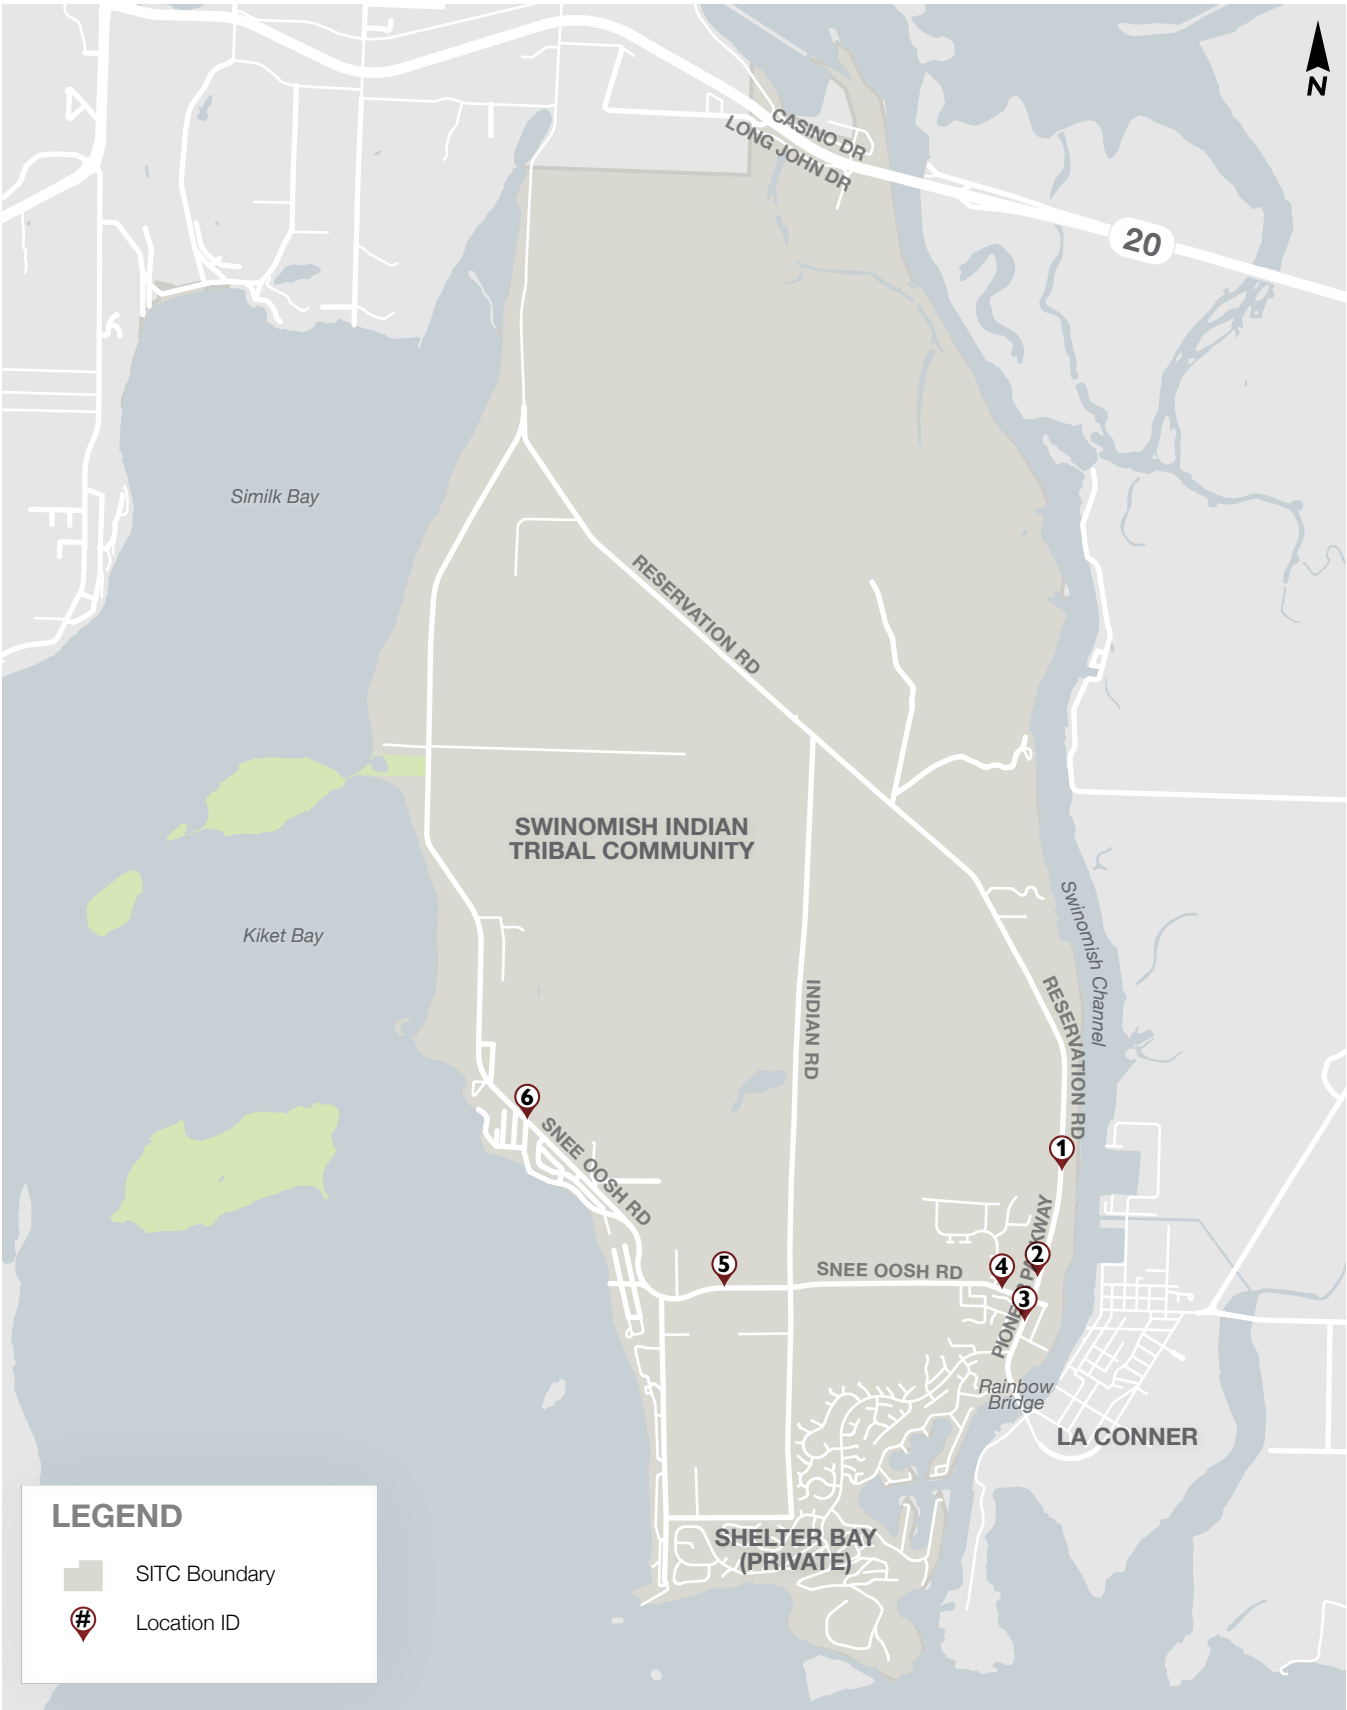 N
CASINO DR
LONG JOHN DR
20
Similk Bay
RESERVATION RD
SWINOMISH INDIAN
TRIBAL COMMUNITY
Swinomish Channel
Kiket Bay
INDIAN RD
RESERVATION RD
6
SNEE OOSH RD
1
PIONEER PARKWAY
2
4
5
SNEE OOSH RD
3
Rainbow
Bridge
LA CONNER
SHELTER BAY
(PRIVATE)
LEGEND
SITC Boundary
#
Location ID